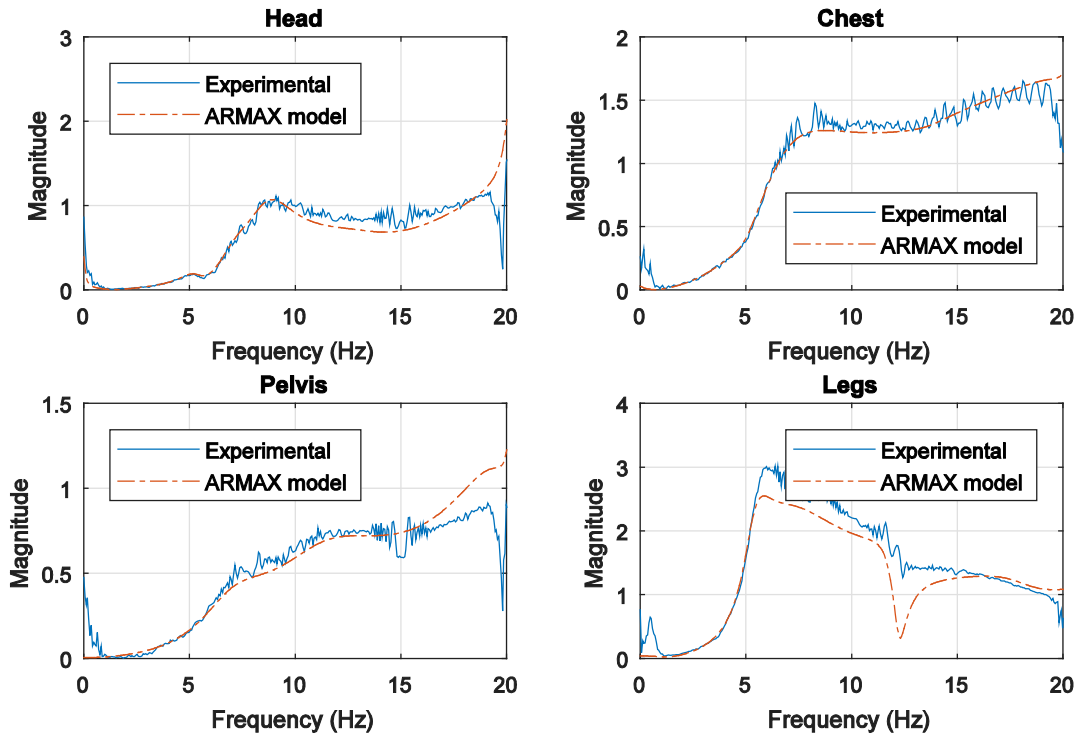 Head
3
2
1
0
0 5 10 15 20
Magnitude
Frequency (Hz)
Experimental
ARMAX model
Chest
2
1.5
1
0.5
0
0 5 10 15 20
Magnitude
Frequency (Hz)
Experimental
ARMAX model
Pelvis
1.5
1
0.5
0
0 5 10 15 20
Magnitude
Frequency (Hz)
Experimental
ARMAX model
Legs
4
3
2
1
0
0 5 10 15 20
Magnitude
Frequency (Hz)
Experimental
ARMAX model